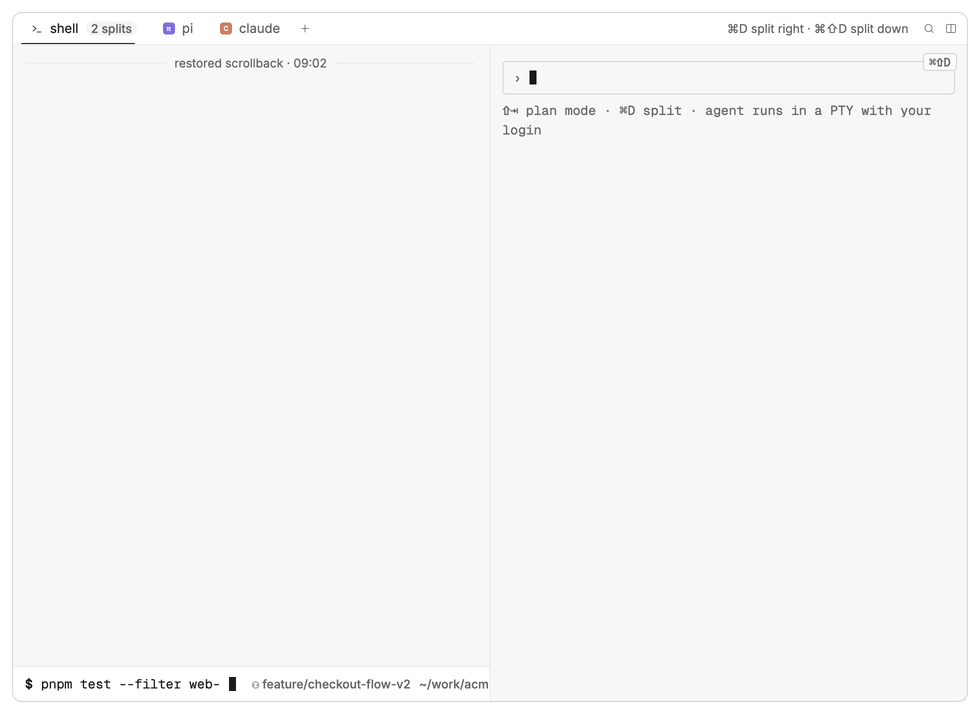 >_ shell 2 splits π pi C claude + ⌘D split right · ⌘⇧D split down
restored scrollback · 09:02
⌘⇧D
›
⇧⇥ plan mode · ⌘D split · agent runs in a PTY with your
login
$ pnpm test --filter web- feature/checkout-flow-v2 ~/work/acm